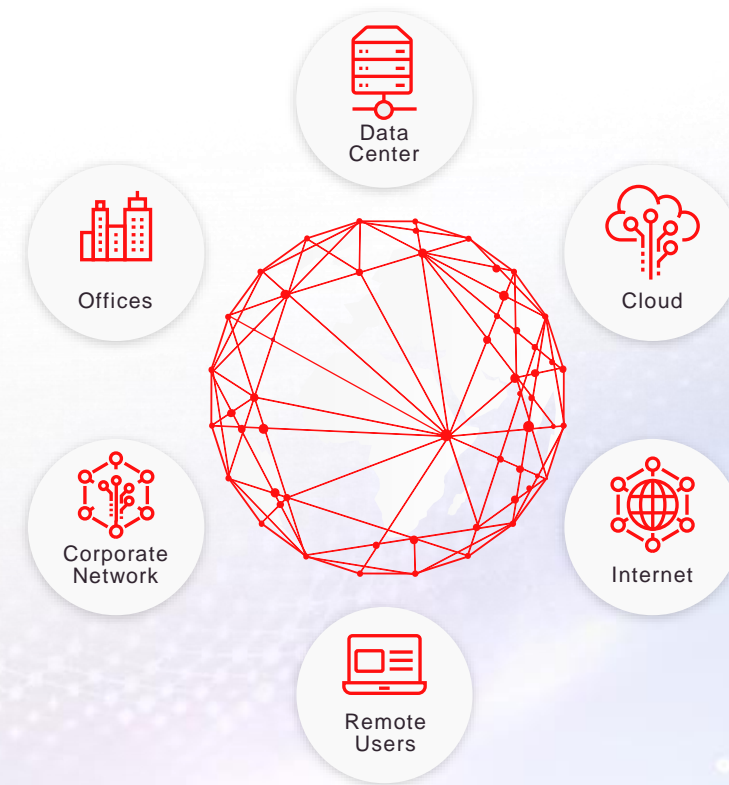 Data
Center
Offices
Cloud
Corporate
Network
Internet
Remote
Users